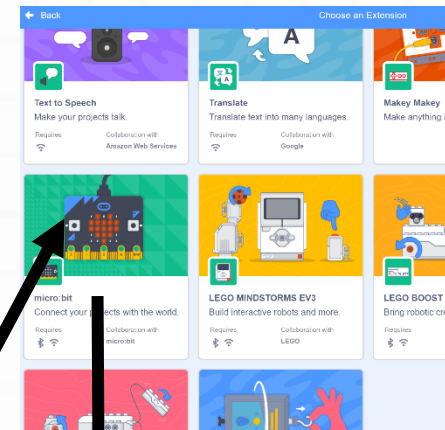 Back
Choose an Extension
A
A
Text to Speech
Make your projects talk.
Requires
Collaboration with
Amazon Web Services
Translate
Translate text into many languages.
Requires
Collaboration with
Google
Makey Makey
Make anything
micro:bit
Connect your projects with the world.
Requires
Collaboration with
micro:bit
LEGO MINDSTORMS EV3
Build interactive robots and more.
Requires
Collaboration with
LEGO
LEGO BOOST
Bring robotic
Requires